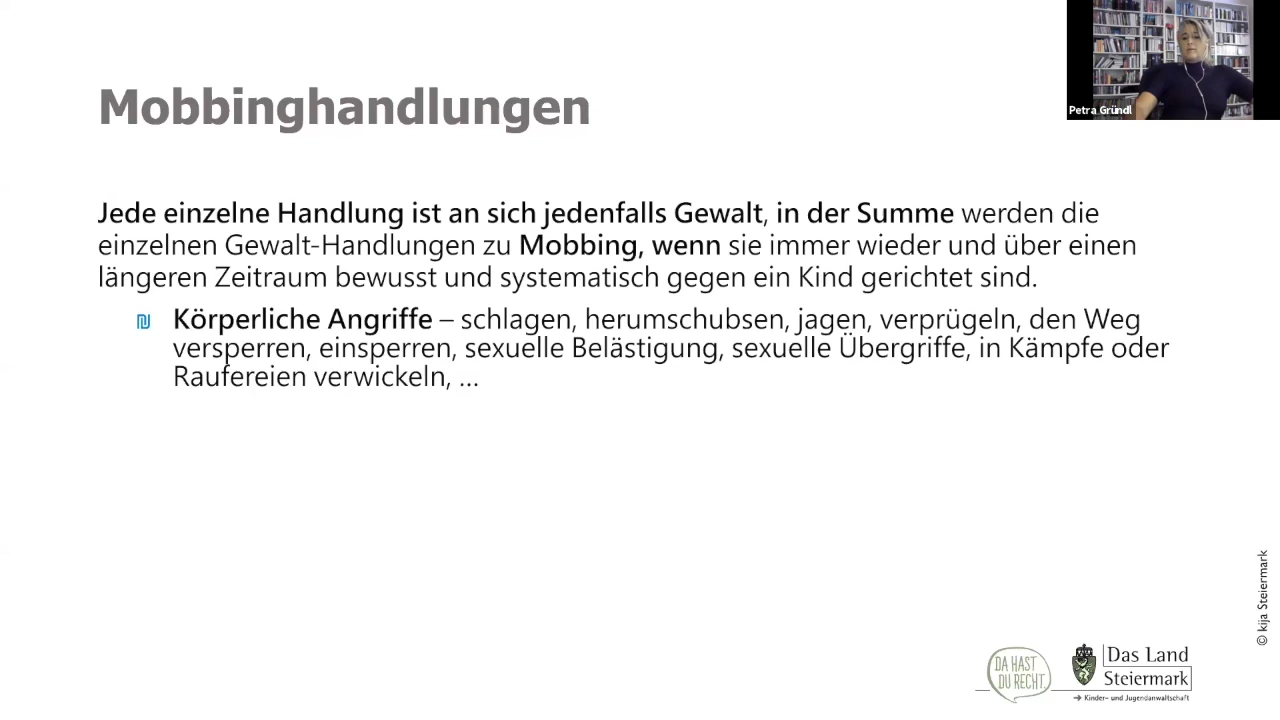 Petra Gründl
Mobbinghandlungen
Jede einzelne Handlung ist an sich jedenfalls Gewalt, in der Summe werden die
einzelnen Gewalt-Handlungen zu Mobbing, wenn sie immer wieder und über einen
längeren Zeitraum bewusst und systematisch gegen ein Kind gerichtet sind.
₪ Körperliche Angriffe – schlagen, herumschubsen, jagen, verprügeln, den Weg
versperren, einsperren, sexuelle Belästigung, sexuelle Übergriffe, in Kämpfe oder
Raufereien verwickeln, ...
© kija Steiermark
DA HAST
DU RECHT.
Das Land
Steiermark
→ Kinder- und Jugendanwaltschaft